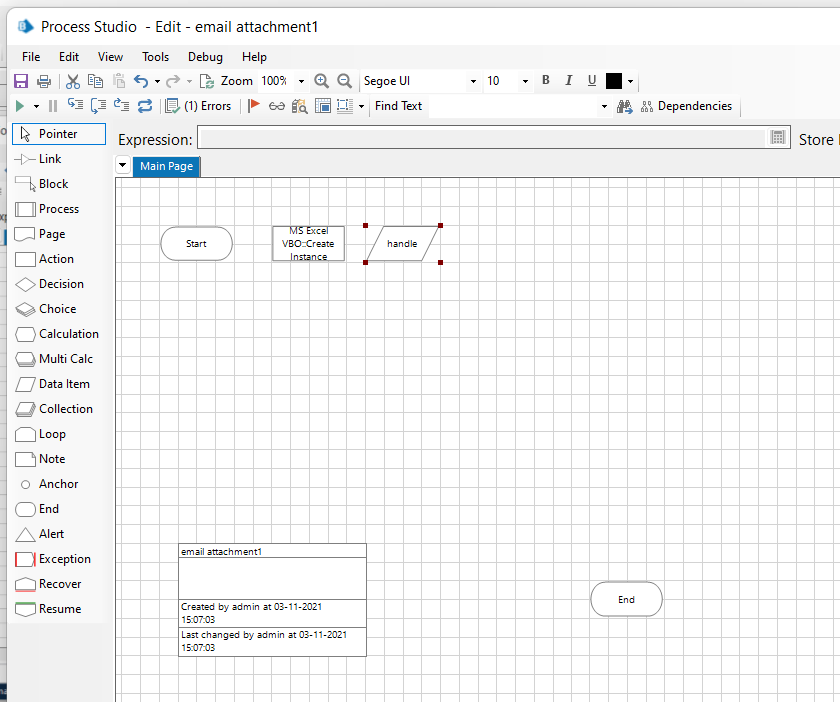 Process Studio - Edit - email attachment1
File Edit View Tools Debug Help
Zoom 100% Segoe UI 10 B I U
(1) Errors Find Text Dependencies
Pointer
Expression: Store
Link
Main Page
Block
Process
Page
Action
Decision
Choice
Calculation
Multi Calc
Data Item
Collection
Loop
Note
Anchor
End
Alert
Exception
Recover
Resume
Start
MS Excel
VBO::Create
Instance
handle
email attachment1
Created by admin at 03-11-2021
15:07:03
Last changed by admin at 03-11-2021
15:07:03
End